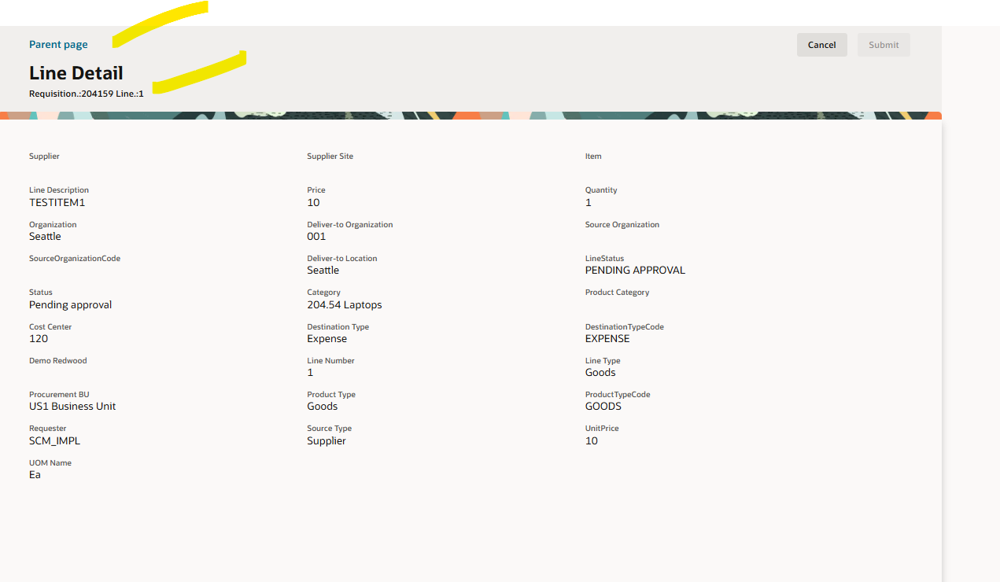 Parent page
Cancel
Submit
Line Detail
Requisition.:204159 Line.:1
Supplier
Supplier Site
Item
Line Description
Price
Quantity
TESTITEM1
10
1
Organization
Deliver-to Organization
Source Organization
Seattle
001
SourceOrganizationCode
Deliver-to Location
LineStatus
Seattle
PENDING APPROVAL
Status
Category
Product Category
Pending approval
204.54 Laptops
Cost Center
Destination Type
DestinationTypeCode
120
Expense
EXPENSE
Demo Redwood
Line Number
Line Type
1
Goods
Procurement BU
Product Type
ProductTypeCode
US1 Business Unit
Goods
GOODS
Requester
Source Type
UnitPrice
SCM_IMPL
Supplier
10
UOM Name
Ea